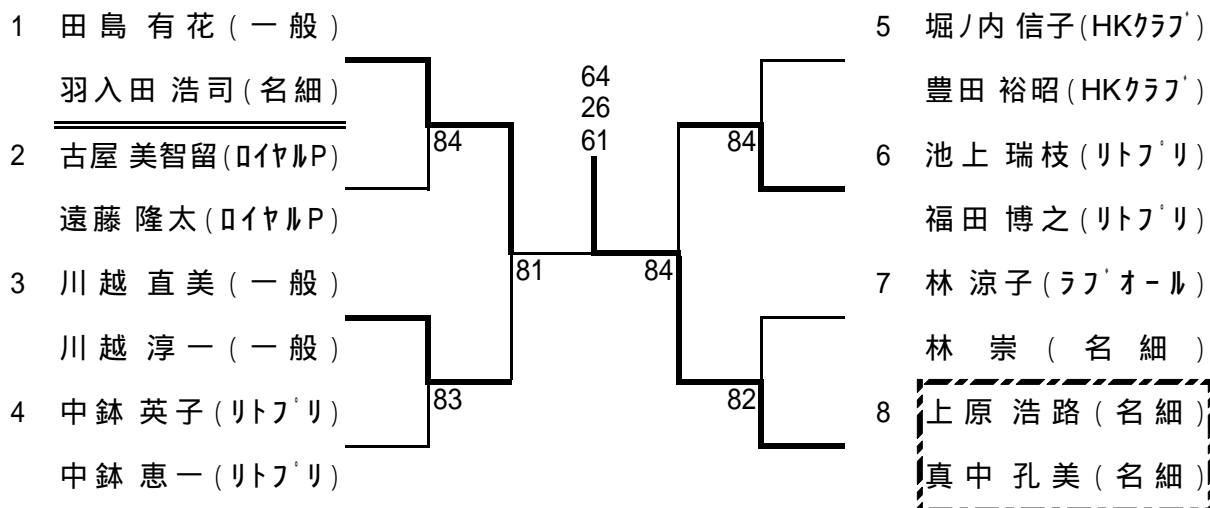 1 田島 有花 (一般)
羽入田 浩司 (名細)
2 古屋 美智留 (ロイヤルP)
遠藤 隆太 (ロイヤルP)
3 川越 直美 (一般)
川越 淳一 (一般)
4 中鉢 英子 (リトプリ)
中鉢 恵一 (リトプリ)
84
81
83
64
26
61
84
84
82
5 堀ノ内 信子 (HKクラブ)
豊田 裕昭 (HKクラブ)
6 池上 瑞枝 (リトプリ)
福田 博之 (リトプリ)
7 林 涼子 (ラブオール)
林 崇 (名細)
8 上原 浩路 (名細)
真中 孔美 (名細)